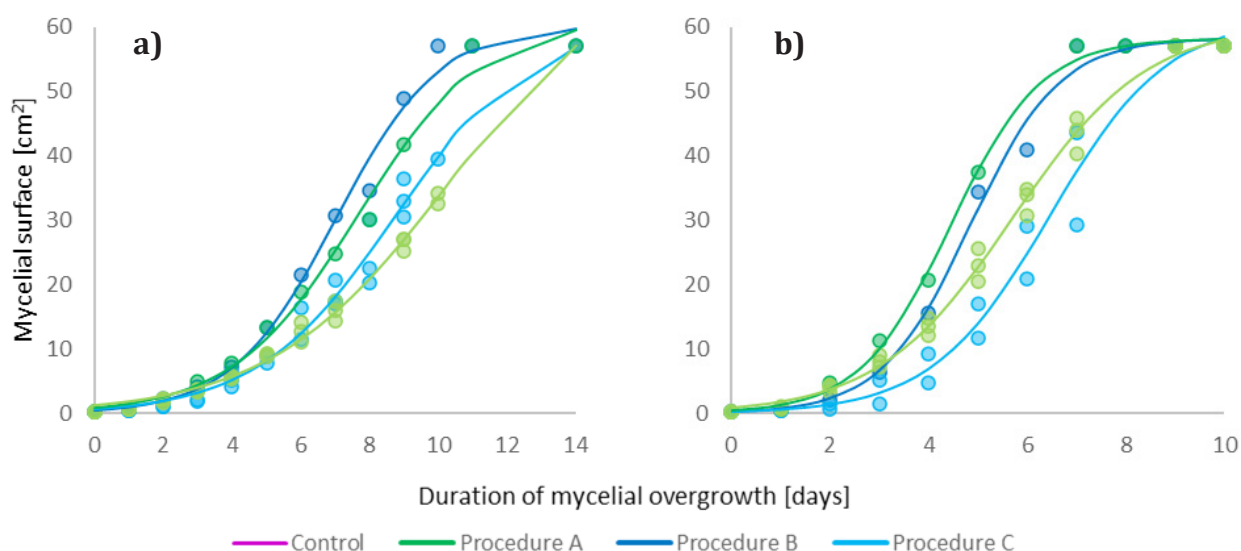 a)
b)
60
50
40
30
20
10
0
0 2 4 6 8 10 12 14
60
50
40
30
20
10
0
0 2 4 6 8 10
Mycelial surface [cm²]
Duration of mycelial overgrowth [days]
Control Procedure A Procedure B Procedure C